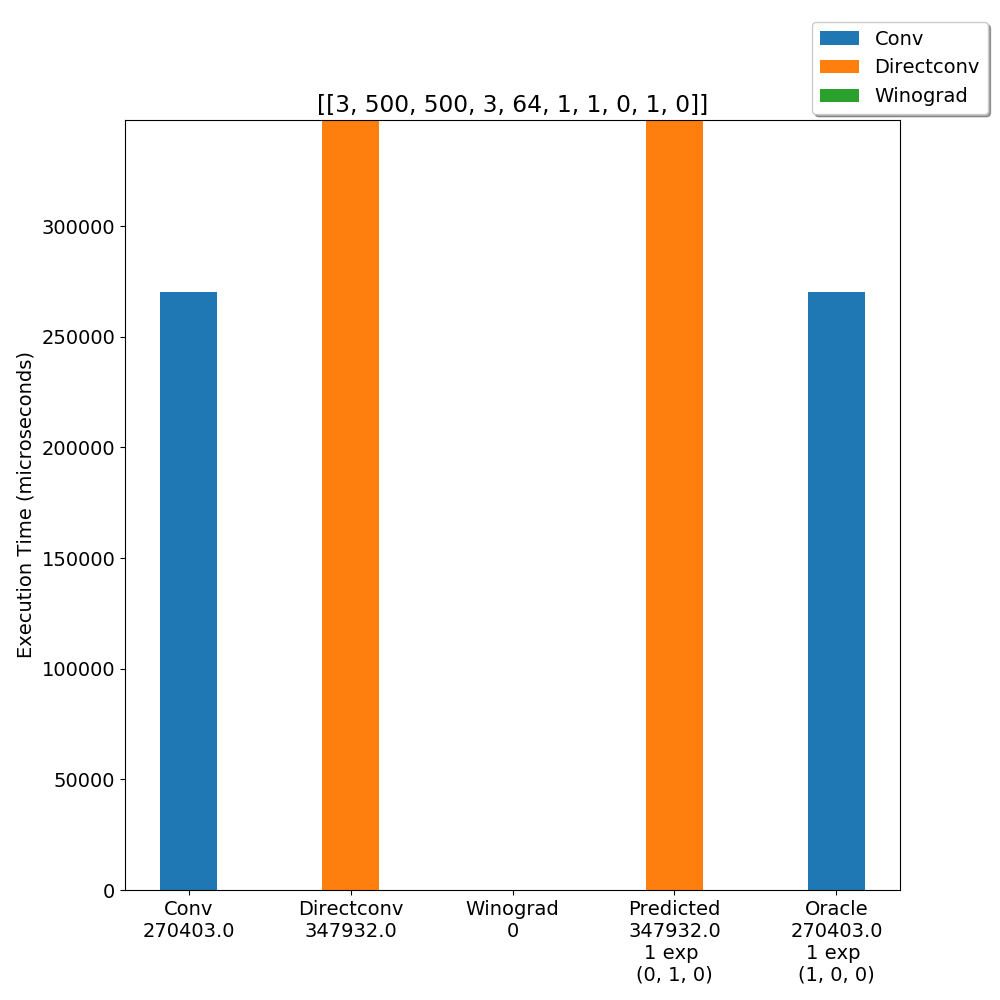 Conv
Directconv
Winograd
[[3, 500, 500, 3, 64, 1, 1, 0, 1, 0]]
Execution Time (microseconds)
300000
250000
200000
150000
100000
50000
0
Conv
270403.0
Directconv
347932.0
Winograd
0
Predicted
347932.0
1 exp
(0, 1, 0)
Oracle
270403.0
1 exp
(1, 0, 0)